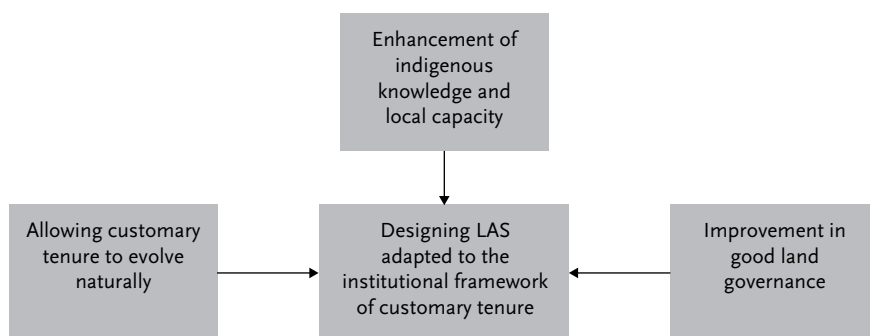 Enhancement of
indigenous
knowledge and
local capacity
Allowing customary
tenure to evolve
naturally
Designing LAS
adapted to the
institutional framework
of customary tenure
Improvement in
good land
governance